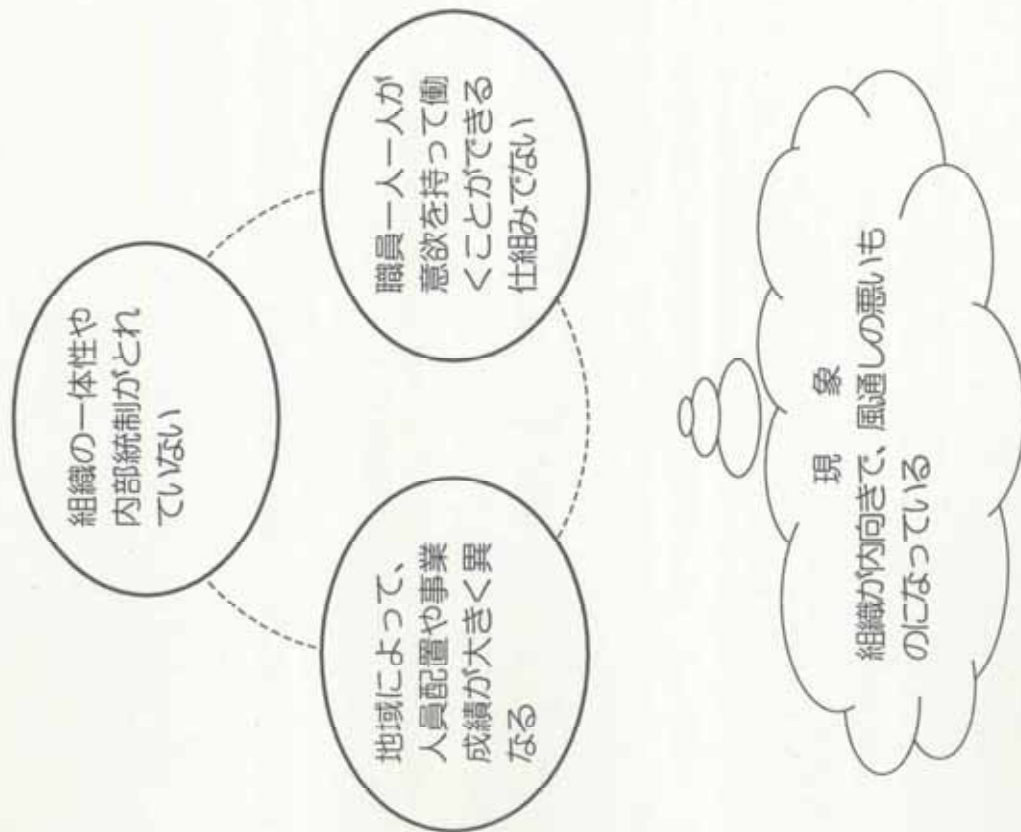 組織の一体性や
内部統制がとれ
ていない
地域によって、
人員配置や事業
成績が大きく異
なる
職員一人一人が
意欲を持って働
くことができる
仕組みでない
現　象
組織が内向きで、風通しの悪いも
のになっている